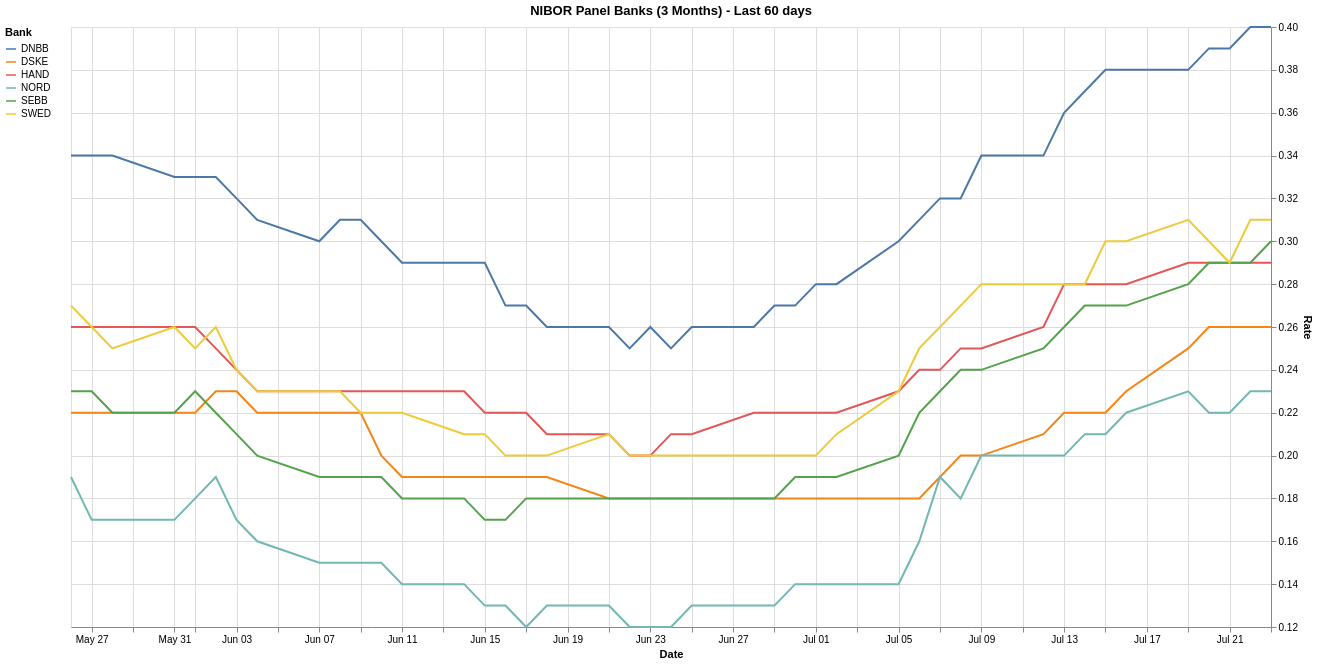 NIBOR Panel Banks (3 Months) - Last 60 days
Bank
DNBB
DSKE
HAND
NORD
SEBB
SWED
0.40
0.38
0.36
0.34
0.32
0.30
0.28
0.26
0.24
0.22
0.20
0.18
0.16
0.14
0.12
Rate
May 27 May 31 Jun 03 Jun 07 Jun 11 Jun 15 Jun 19 Jun 23 Jun 27 Jul 01 Jul 05 Jul 09 Jul 13 Jul 17 Jul 21
Date